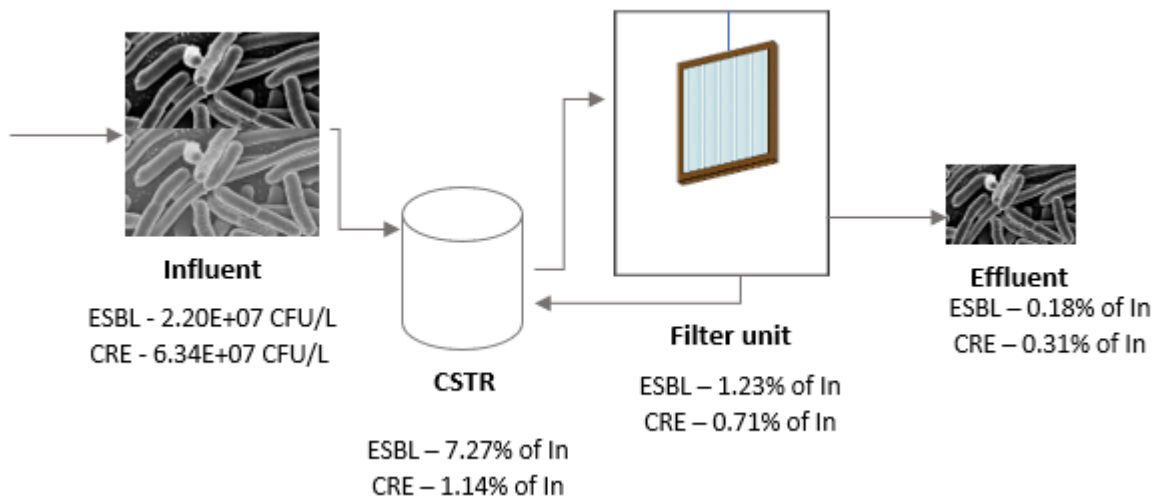 Influent
ESBL - 2.20E+07 CFU/L
CRE - 6.34E+07 CFU/L
CSTR
ESBL – 7.27% of In
CRE – 1.14% of In
Filter unit
ESBL – 1.23% of In
CRE – 0.71% of In
Effluent
ESBL – 0.18% of In
CRE – 0.31% of In